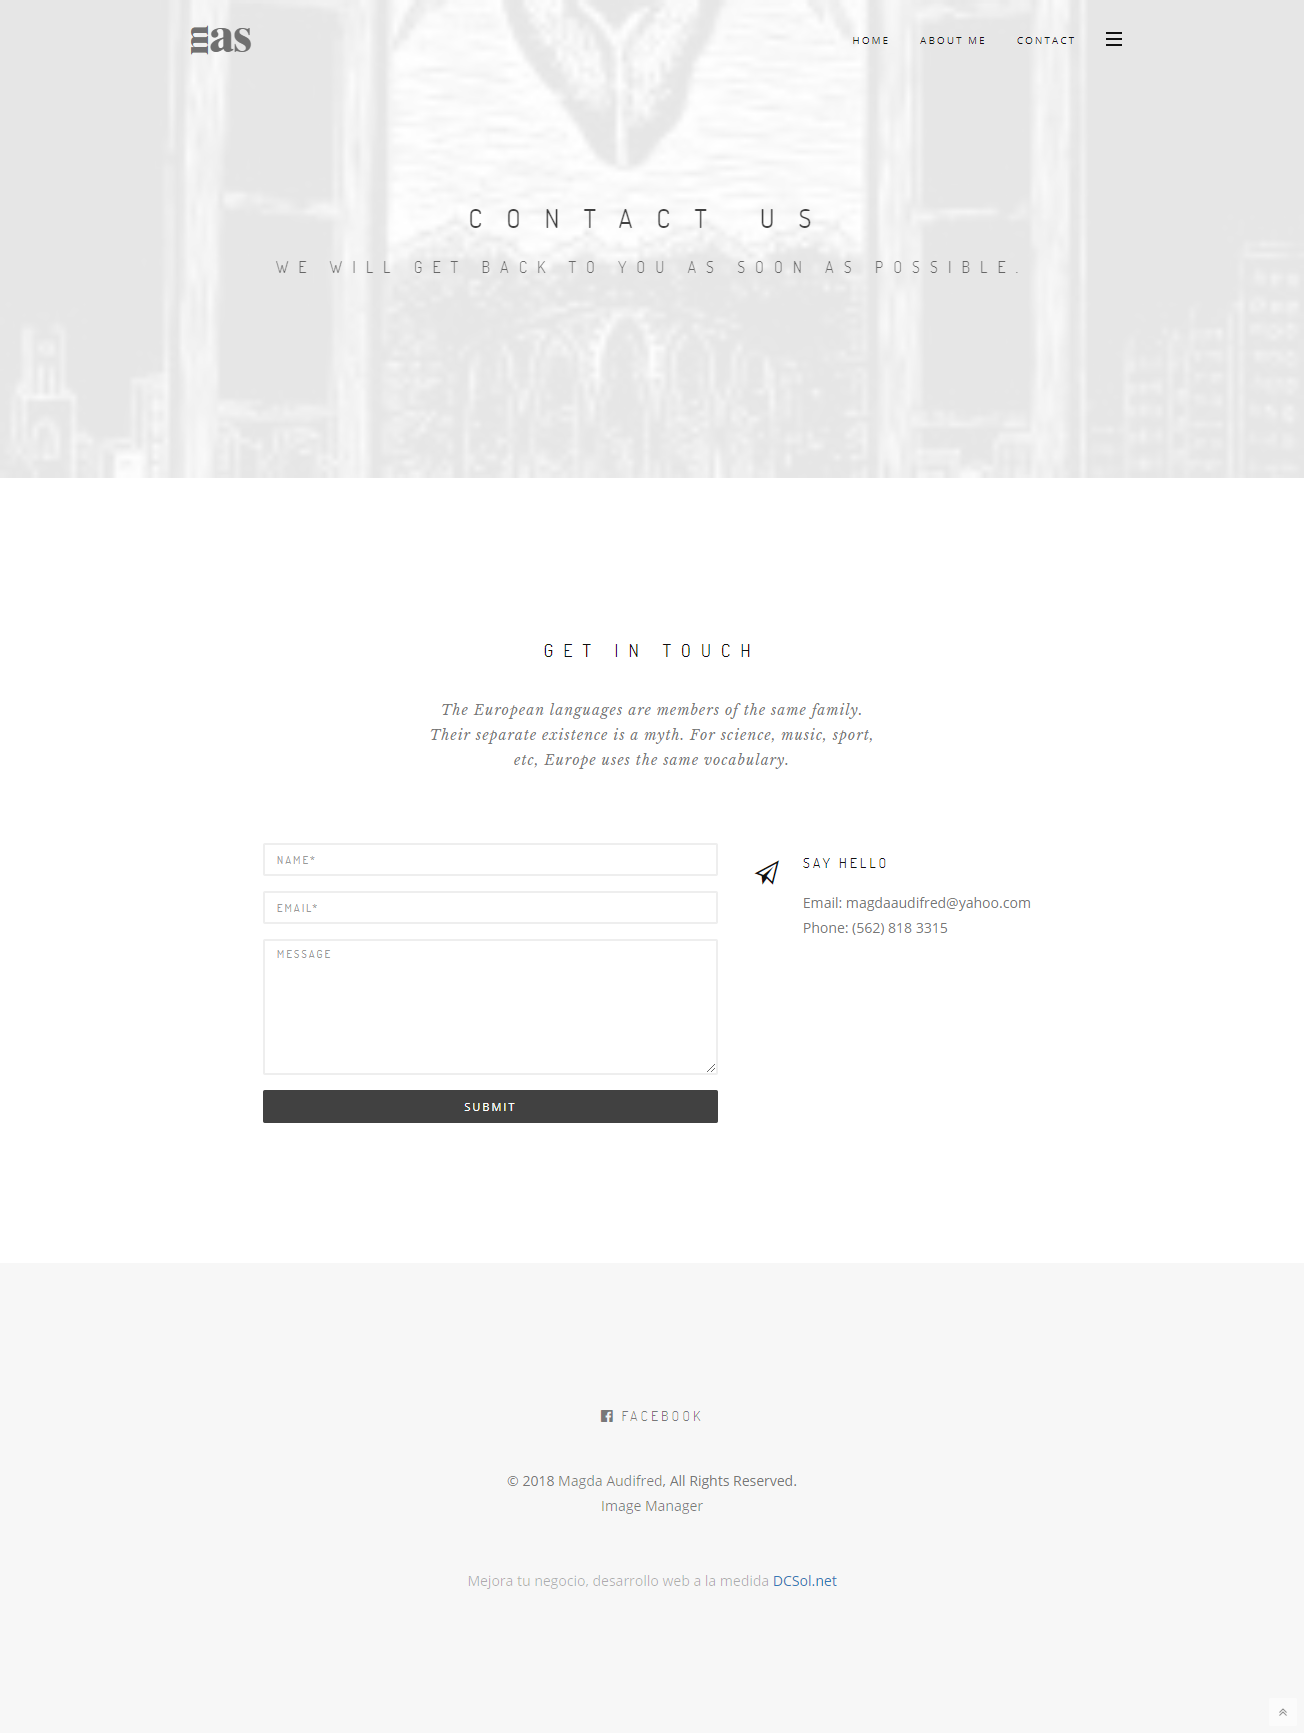 mas
HOME ABOUT ME CONTACT
CONTACT US
WE WILL GET BACK TO YOU AS SOON AS POSSIBLE.
GET IN TOUCH
The European languages are members of the same family.
Their separate existence is a myth. For science, music, sport,
etc, Europe uses the same vocabulary.
NAME*
EMAIL*
MESSAGE
SUBMIT
SAY HELLO
Email: magdaaudifred@yahoo.com
Phone: (562) 818 3315
FACEBOOK
© 2018 Magda Audifred, All Rights Reserved.
Image Manager
Mejora tu negocio, desarrollo web a la medida DCSol.net